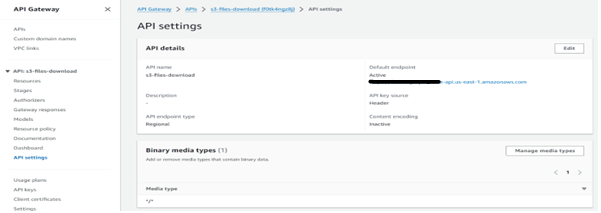 API Gateway
APIs
Custom domain names
VPC links
API: s3-files-download
Resources
Stages
Authorizers
Gateway responses
Models
Resource policy
Documentation
Dashboard
API settings
Usage plans
API keys
Client certificates
Settings
API Gateway > APIs > s3-files-download > API settings
API settings
API details
Edit
API name
s3-files-download
Default endpoint
Active
-api.us-east-1.amazonaws.com
Description
-
API key source
Header
API endpoint type
Regional
Content encoding
Inactive
Binary media types (1)
Manage media types
Add or remove media types that contain binary data.
< 1 >
Media type
*/*